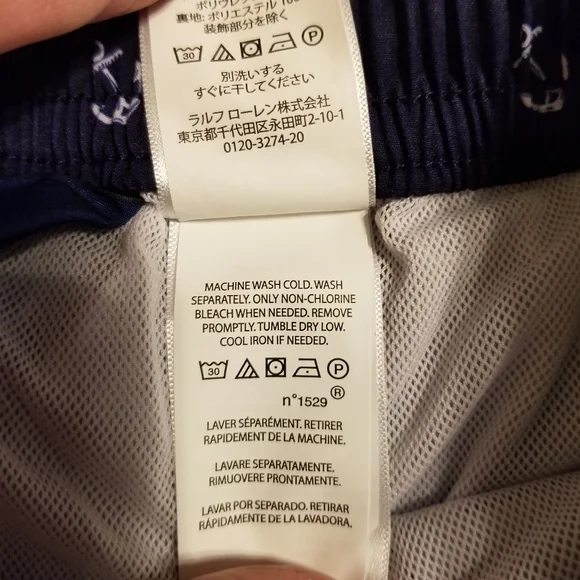 裏地: ポリエステル 100
装飾部分を除く
30 P
別洗いする
すぐに干してください
ラルフ ローレン株式会社
東京都千代田区永田町2-10-1
0120-3274-20
MACHINE WASH COLD. WASH
SEPARATELY. ONLY NON-CHLORINE
BLEACH WHEN NEEDED. REMOVE
PROMPTLY. TUMBLE DRY LOW.
COOL IRON IF NEEDED.
30 P
n°1529 ®
LAVER SÉPARÉMENT. RETIRER
RAPIDEMENT DE LA MACHINE.
LAVARE SEPARATAMENTE.
RIMUOVERE PRONTAMENTE.
LAVAR POR SEPARADO. RETIRAR
RÁPIDAMENTE DE LA LAVADORA.